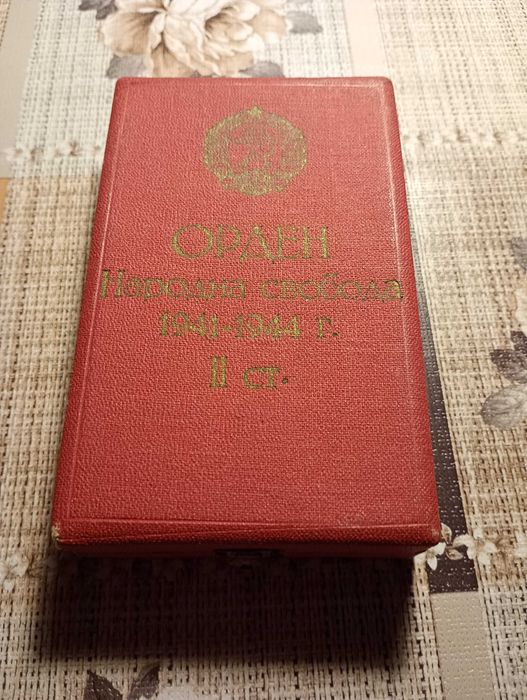 ОРДЕН
Народна свобода
1941-1944 г.
II ст.